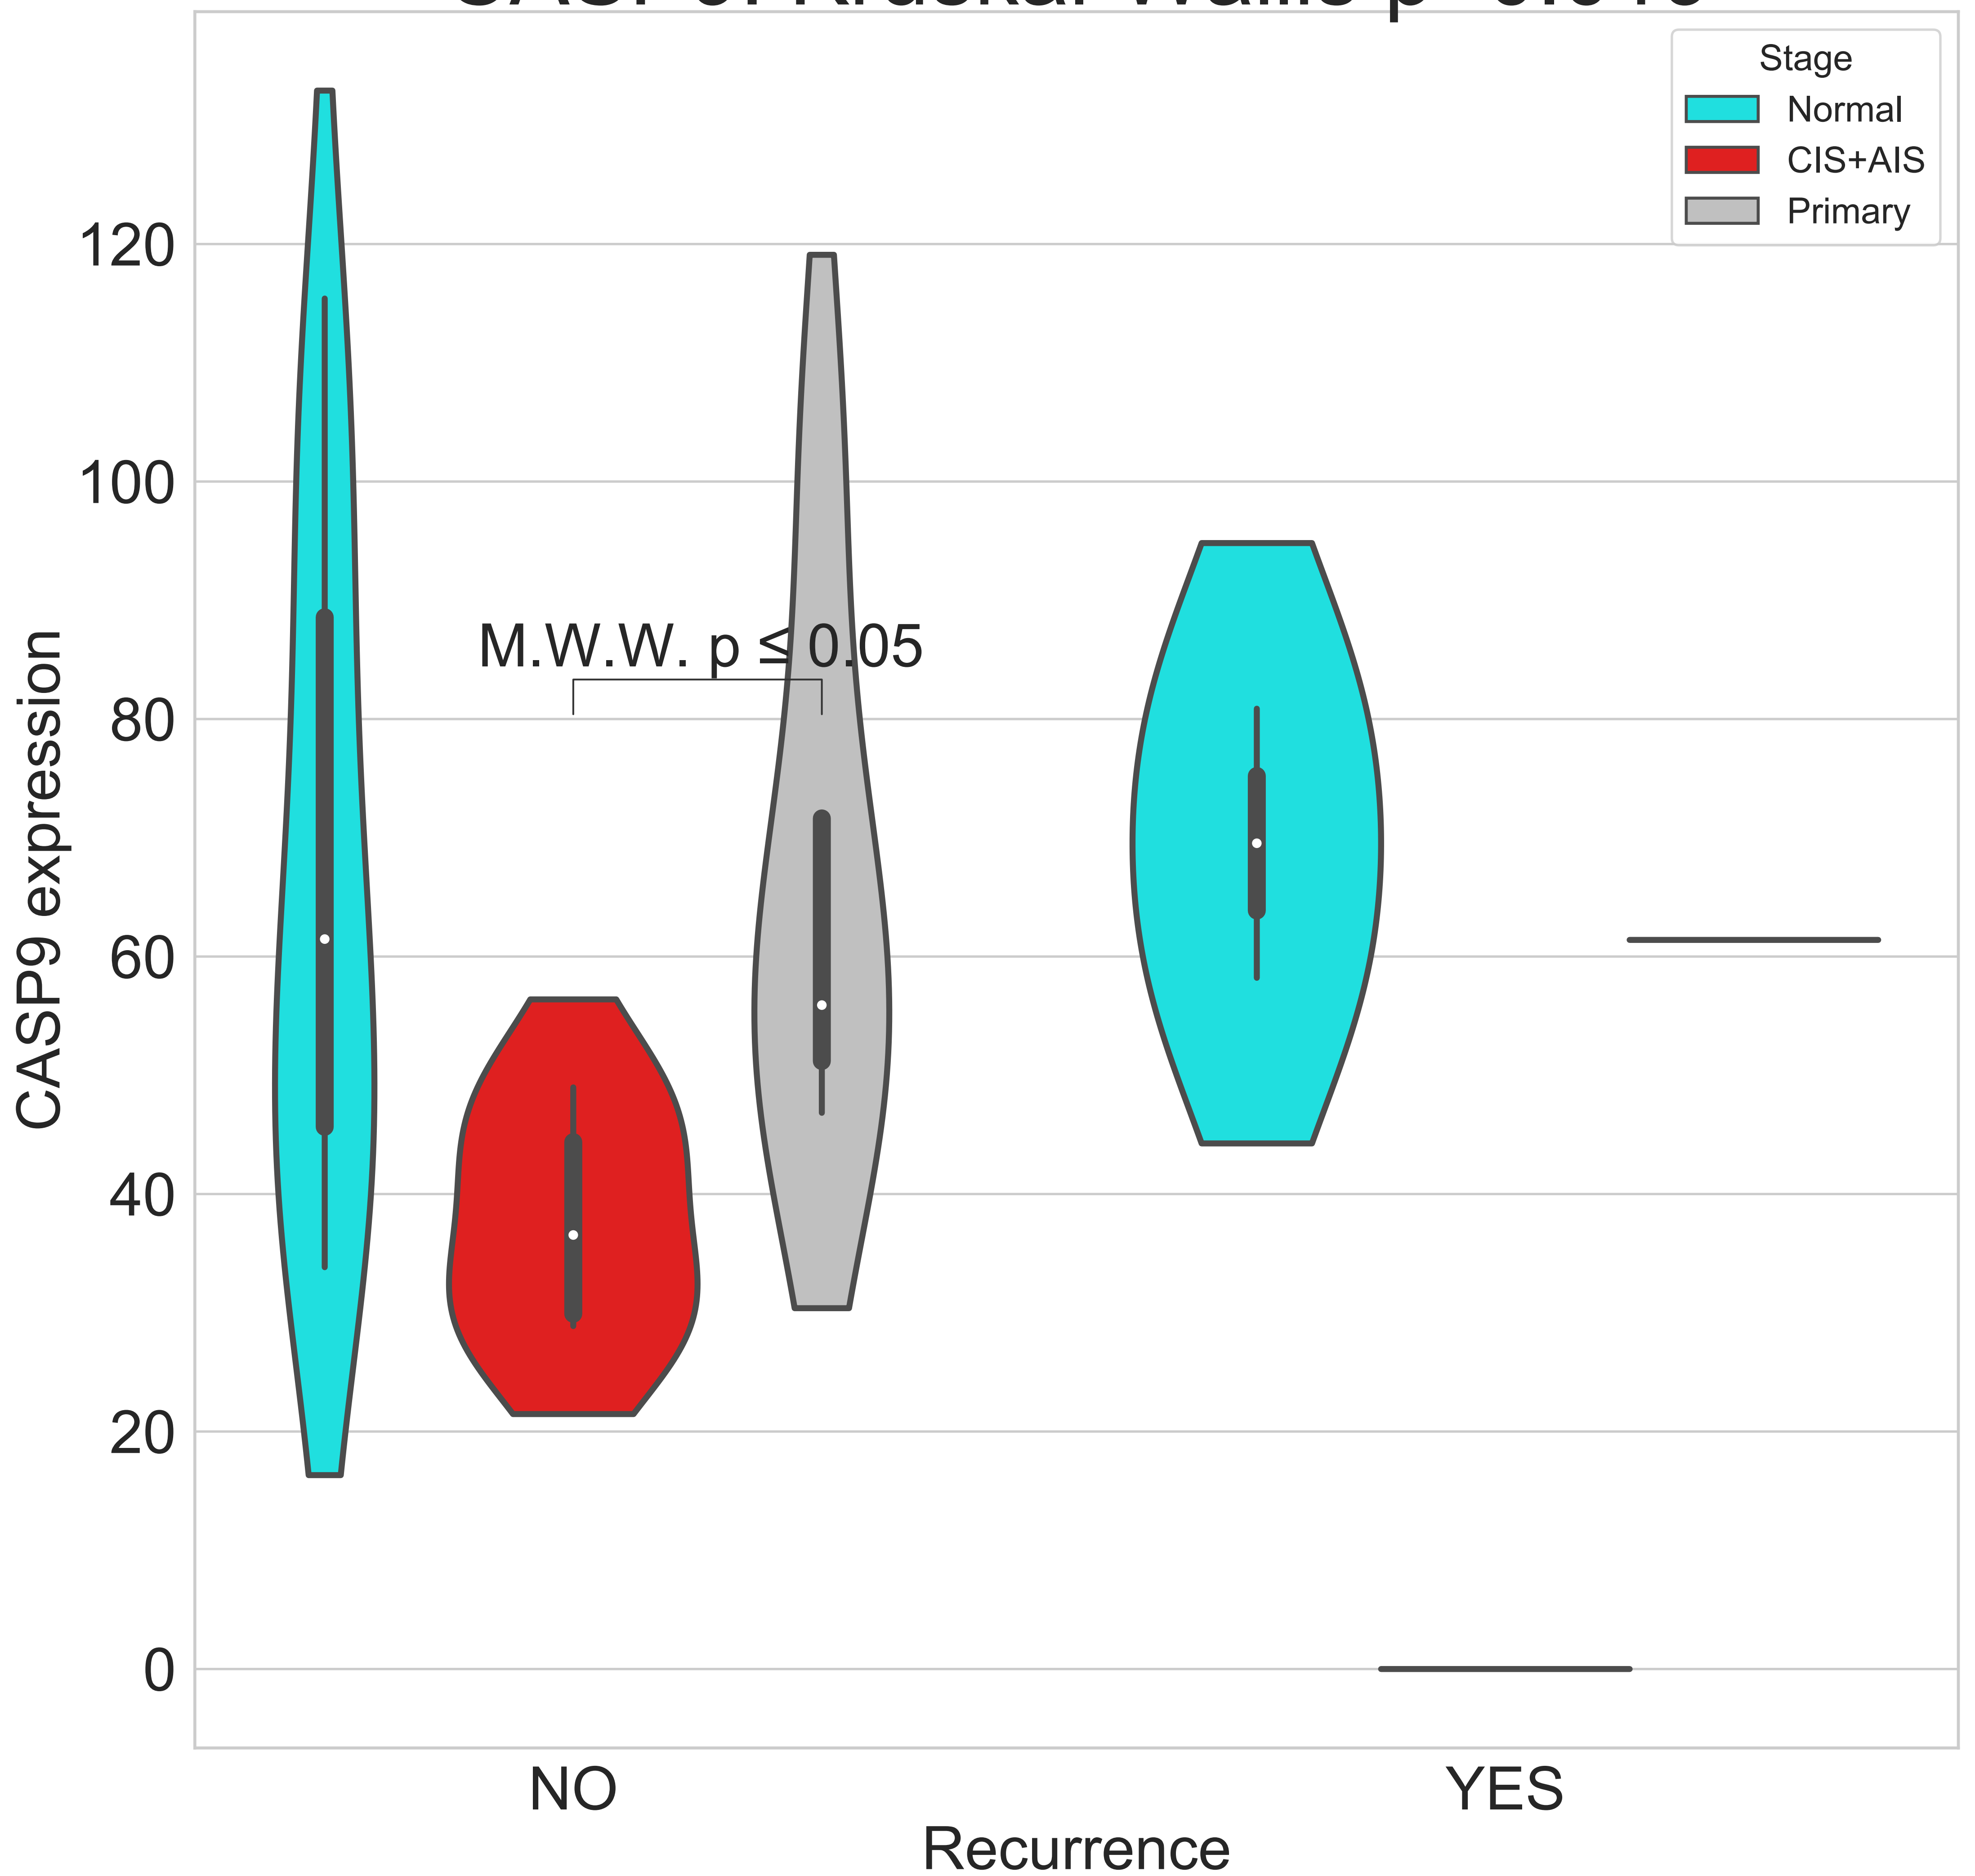 Stage
Normal
CIS+AIS
Primary
120
100
80
60
40
20
0
CASP9 expression
M.W.W. p ≤ 0.05
NO
YES
Recurrence